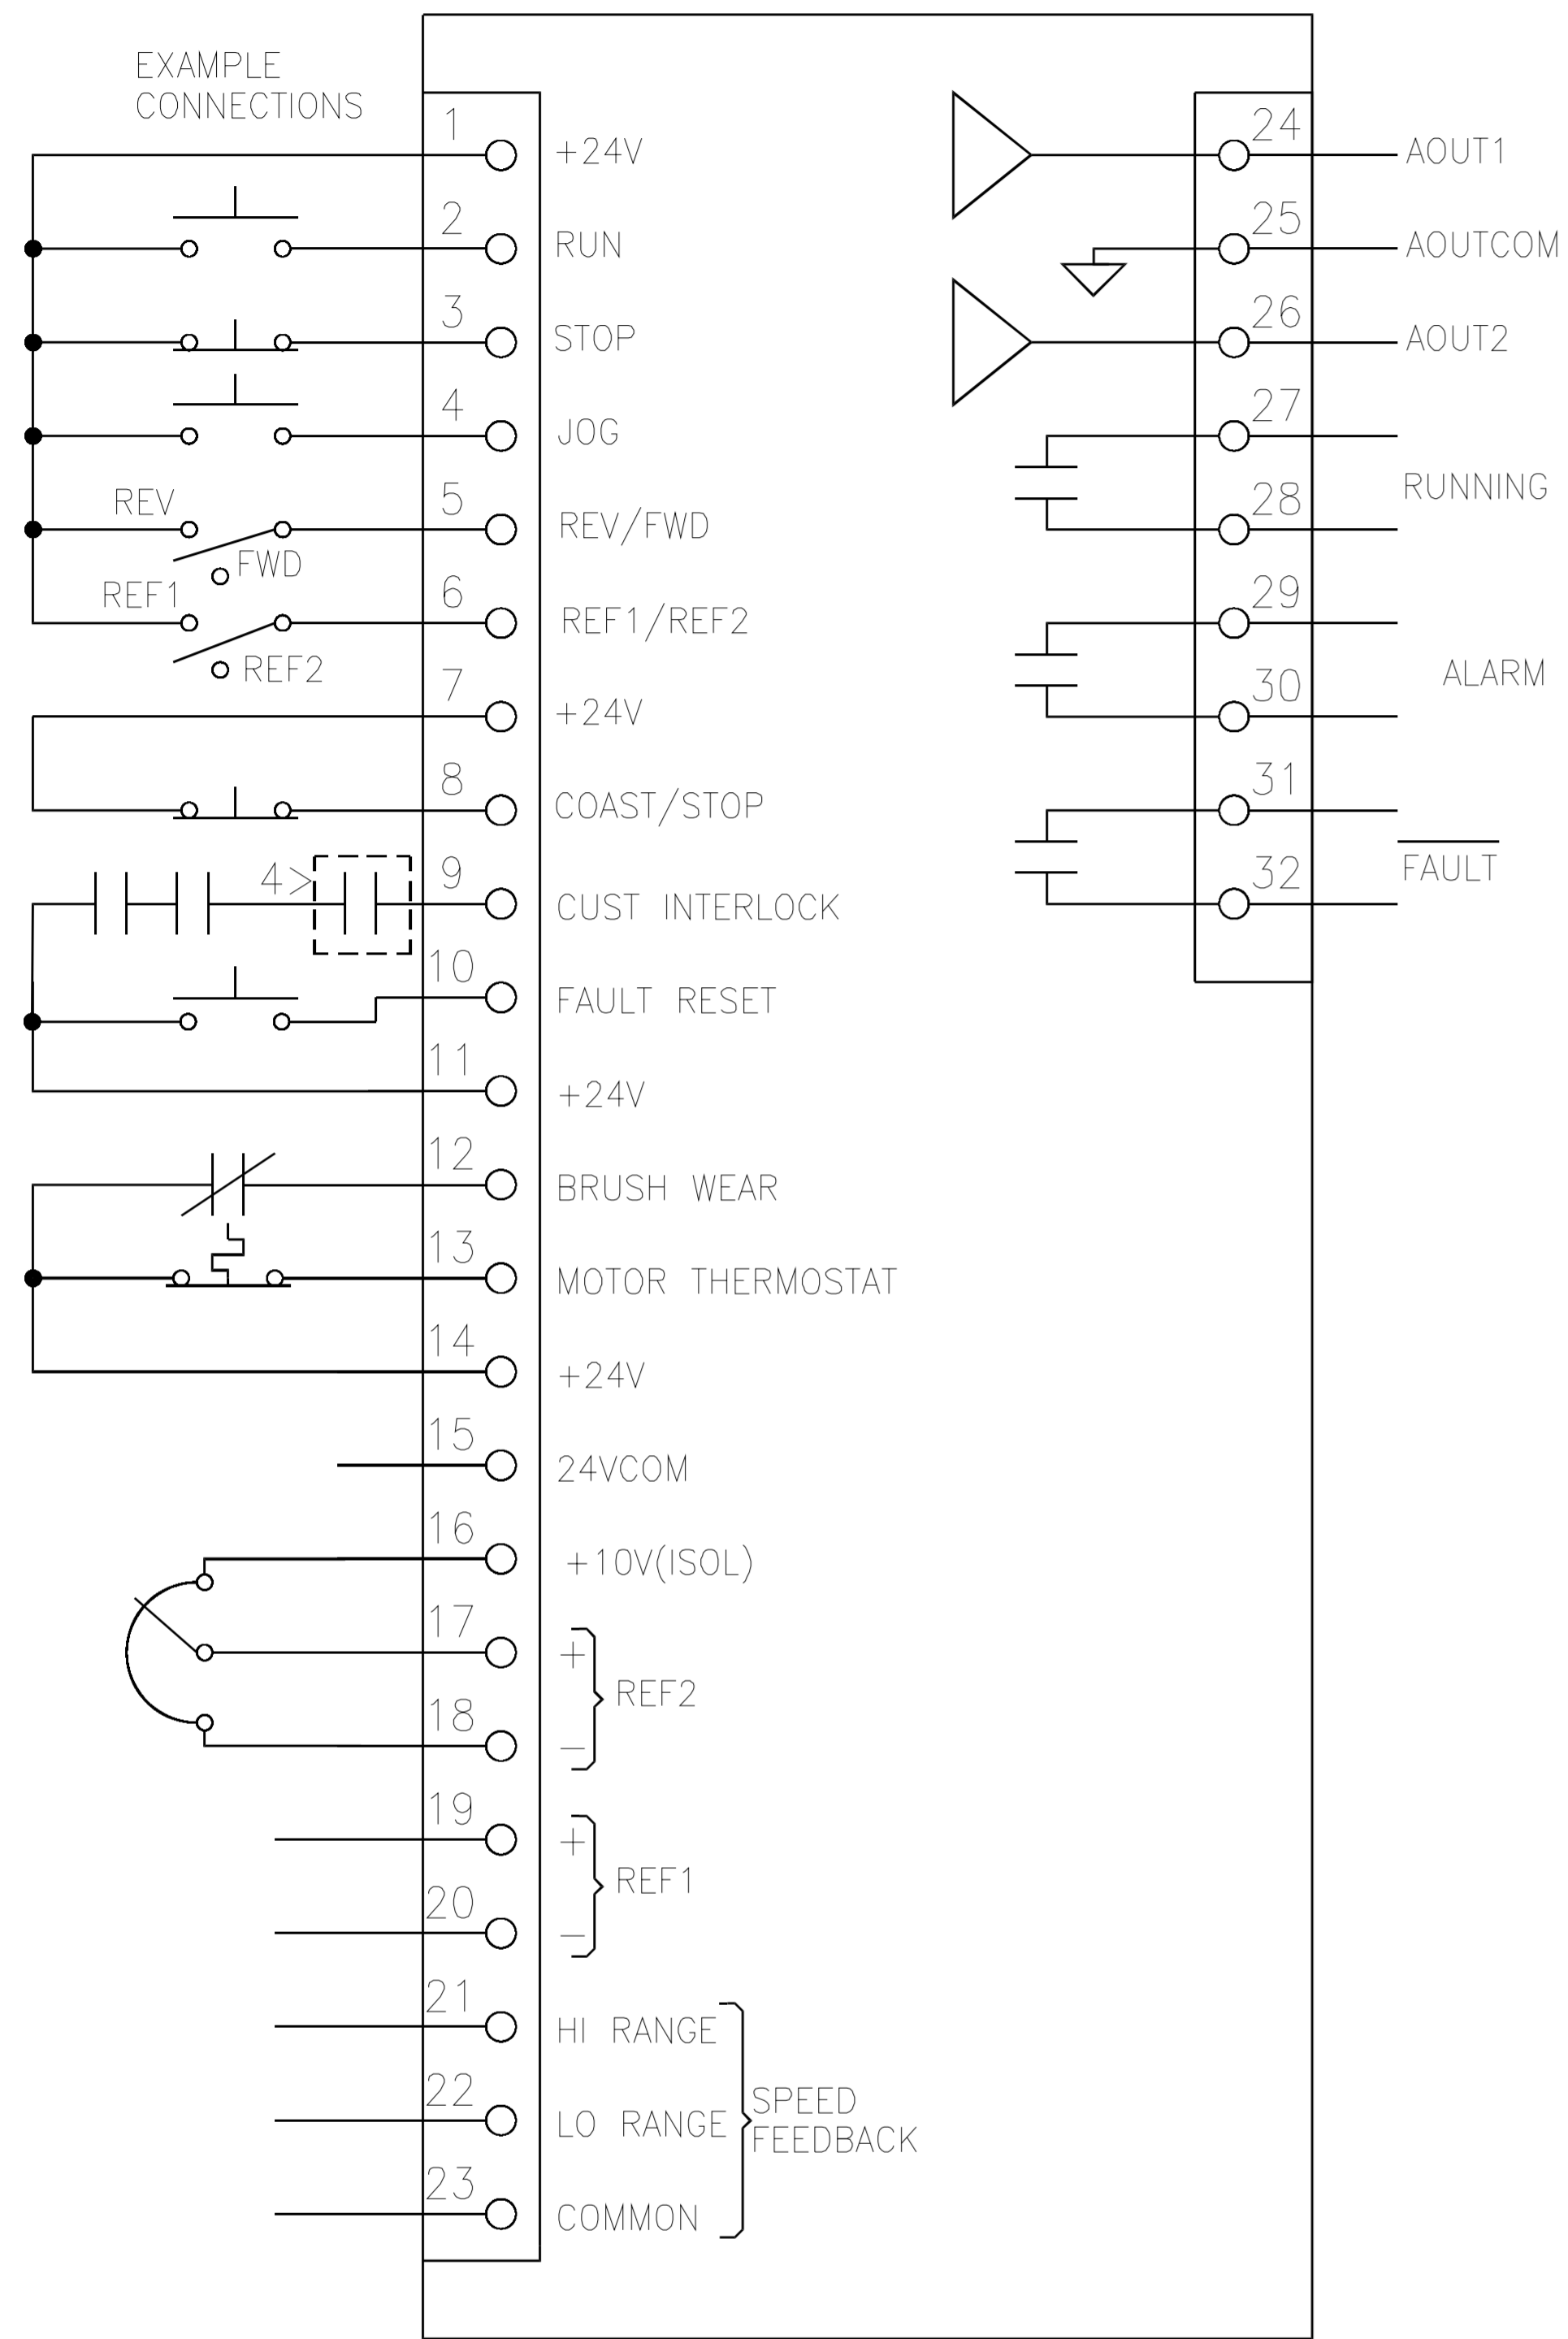 EXAMPLE
CONNECTIONS
1 +24V
2 RUN
3 STOP
4 JOG
REV
5 REV/FWD
FWD
REF1
6 REF1/REF2
REF2
7 +24V
8 COAST/STOP
4>
9 CUST INTERLOCK
10 FAULT RESET
11 +24V
12 BRUSH WEAR
13 MOTOR THERMOSTAT
14 +24V
15 24VCOM
16 +10V(ISOL)
17 +
REF2
18 −
19 +
REF1
20 −
21 HI RANGE
22 LO RANGE
SPEED
FEEDBACK
23 COMMON
24 AOUT1
25 AOUTCOM
26 AOUT2
27
RUNNING
28
29
ALARM
30
31
FAULT
32